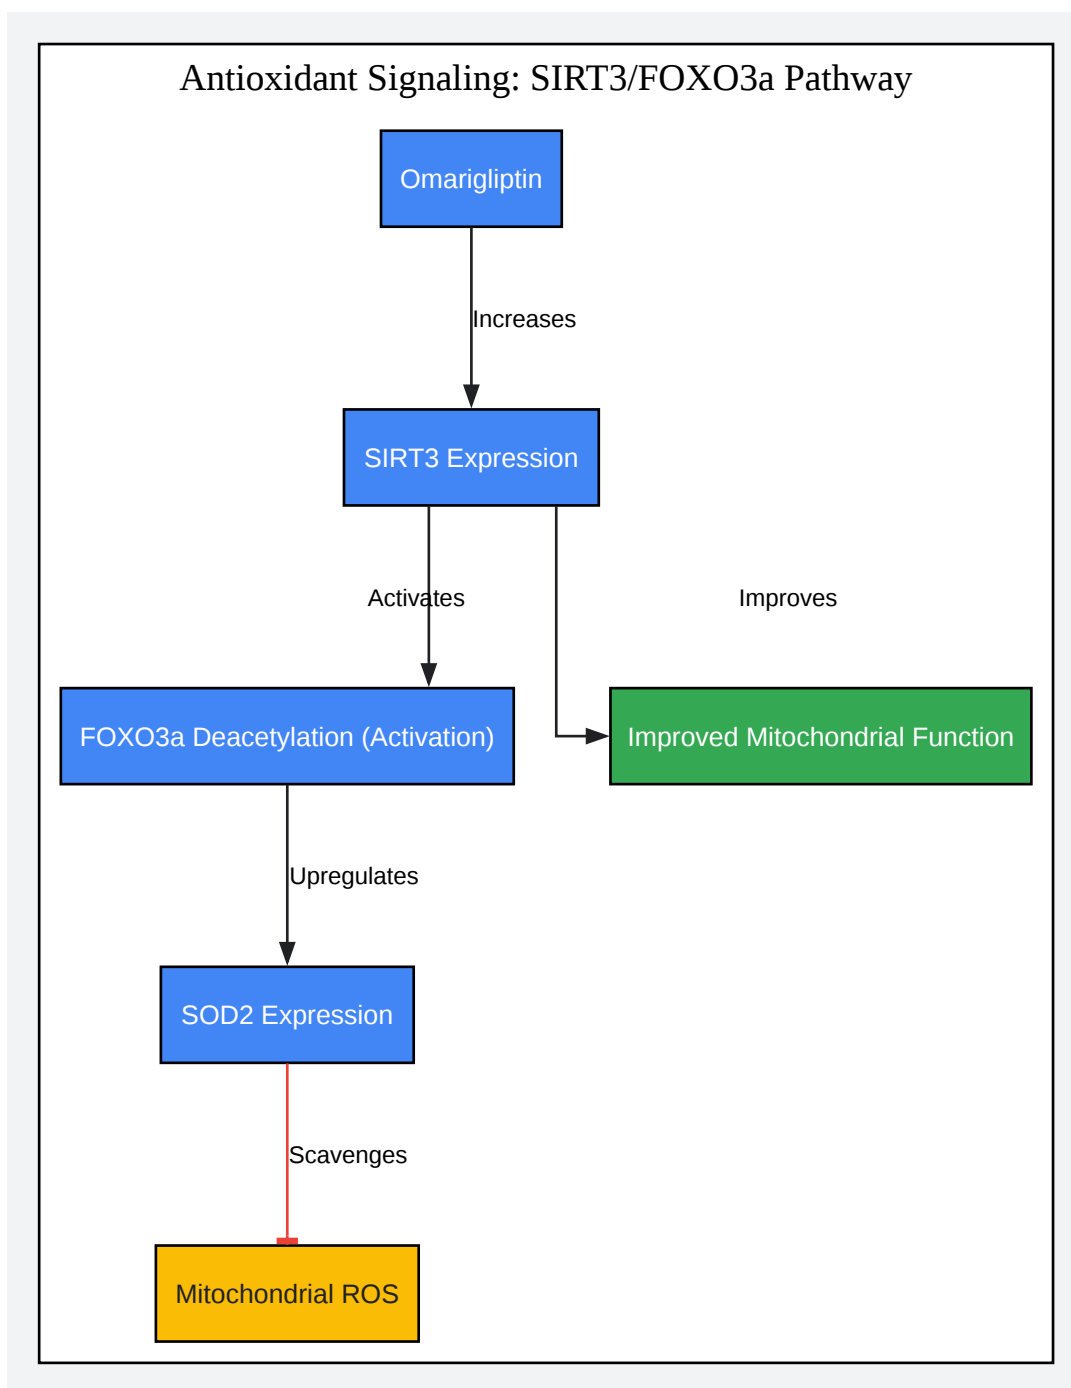 Antioxidant Signaling: SIRT3/FOXO3a Pathway
Omarigliptin
Increases
SIRT3 Expression
Activates
Improves
FOXO3a Deacetylation (Activation)
Improved Mitochondrial Function
Upregulates
SOD2 Expression
Scavenges
Mitochondrial ROS